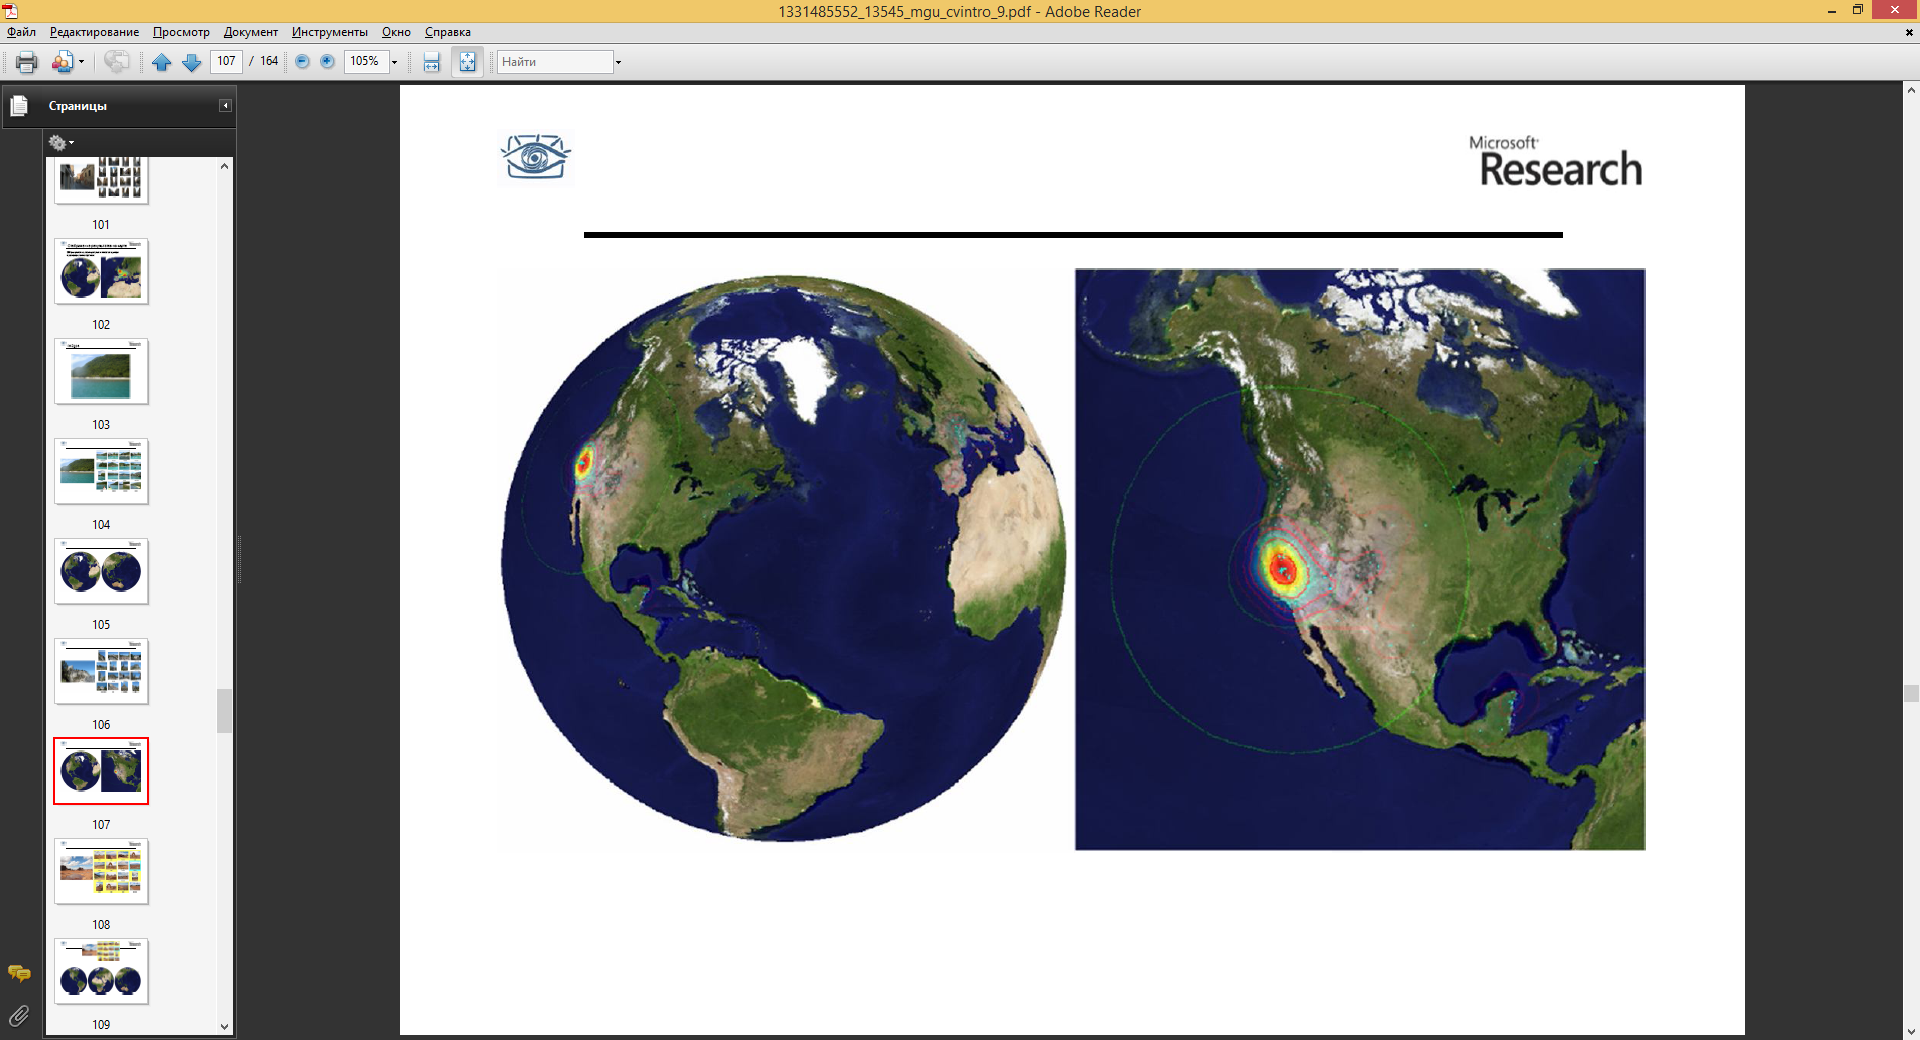 1331485552_13545_mgu_cvintro_9.pdf - Adobe Reader
Файл Редактирование Просмотр Документ Инструменты Окно Справка
107 / 164 105% Найти
Страницы
Microsoft
Research
101
102
103
104
105
106
107
108
109